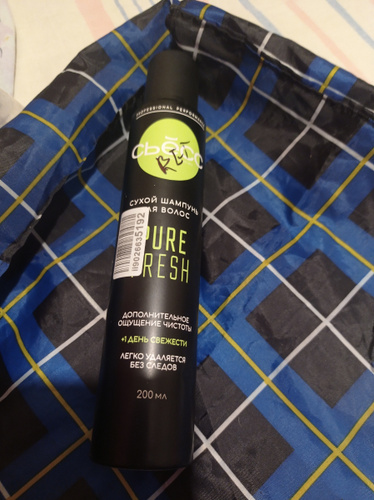 PROFESSIONAL PERFORMANCE
СЬЁСС
СУХОЙ ШАМПУНЬ
ДЛЯ ВОЛОС
PURE
FRESH
ДОПОЛНИТЕЛЬНОЕ
ОЩУЩЕНИЕ ЧИСТОТЫ
+1 ДЕНЬ СВЕЖЕСТИ
ЛЕГКО УДАЛЯЕТСЯ
БЕЗ СЛЕДОВ
200 МЛ